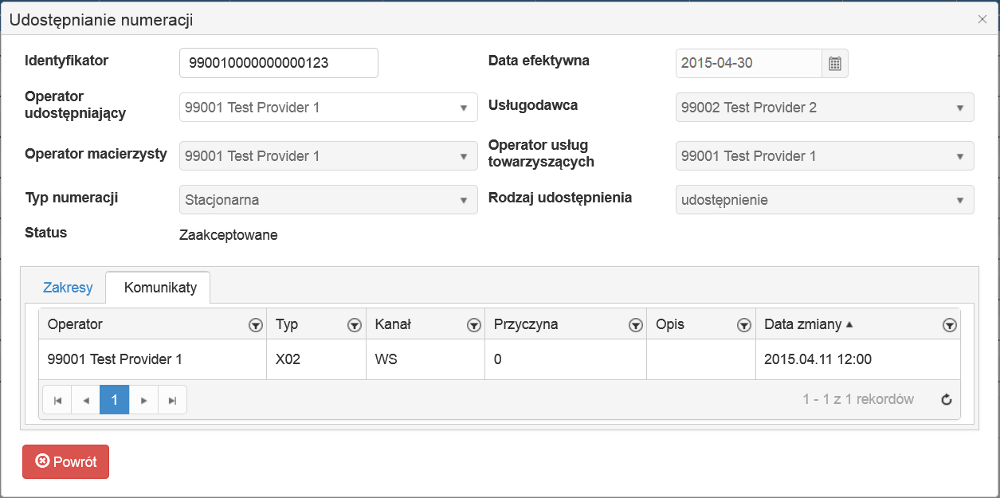 Udostępnianie numeracji
Identyfikator 990010000000000123 Data efektywna 2015-04-30
Operator udostępniający 99001 Test Provider 1 Usługodawca 99002 Test Provider 2
Operator macierzysty 99001 Test Provider 1 Operator usług towarzyszących 99001 Test Provider 1
Typ numeracji Stacjonarna Rodzaj udostępnienia udostępnienie
Status Zaakceptowane
Zakresy Komunikaty
Operator Typ Kanał Przyczyna Opis Data zmiany
99001 Test Provider 1 X02 WS 0 2015.04.11 12:00
1 1 - 1 z 1 rekordów
Powrót